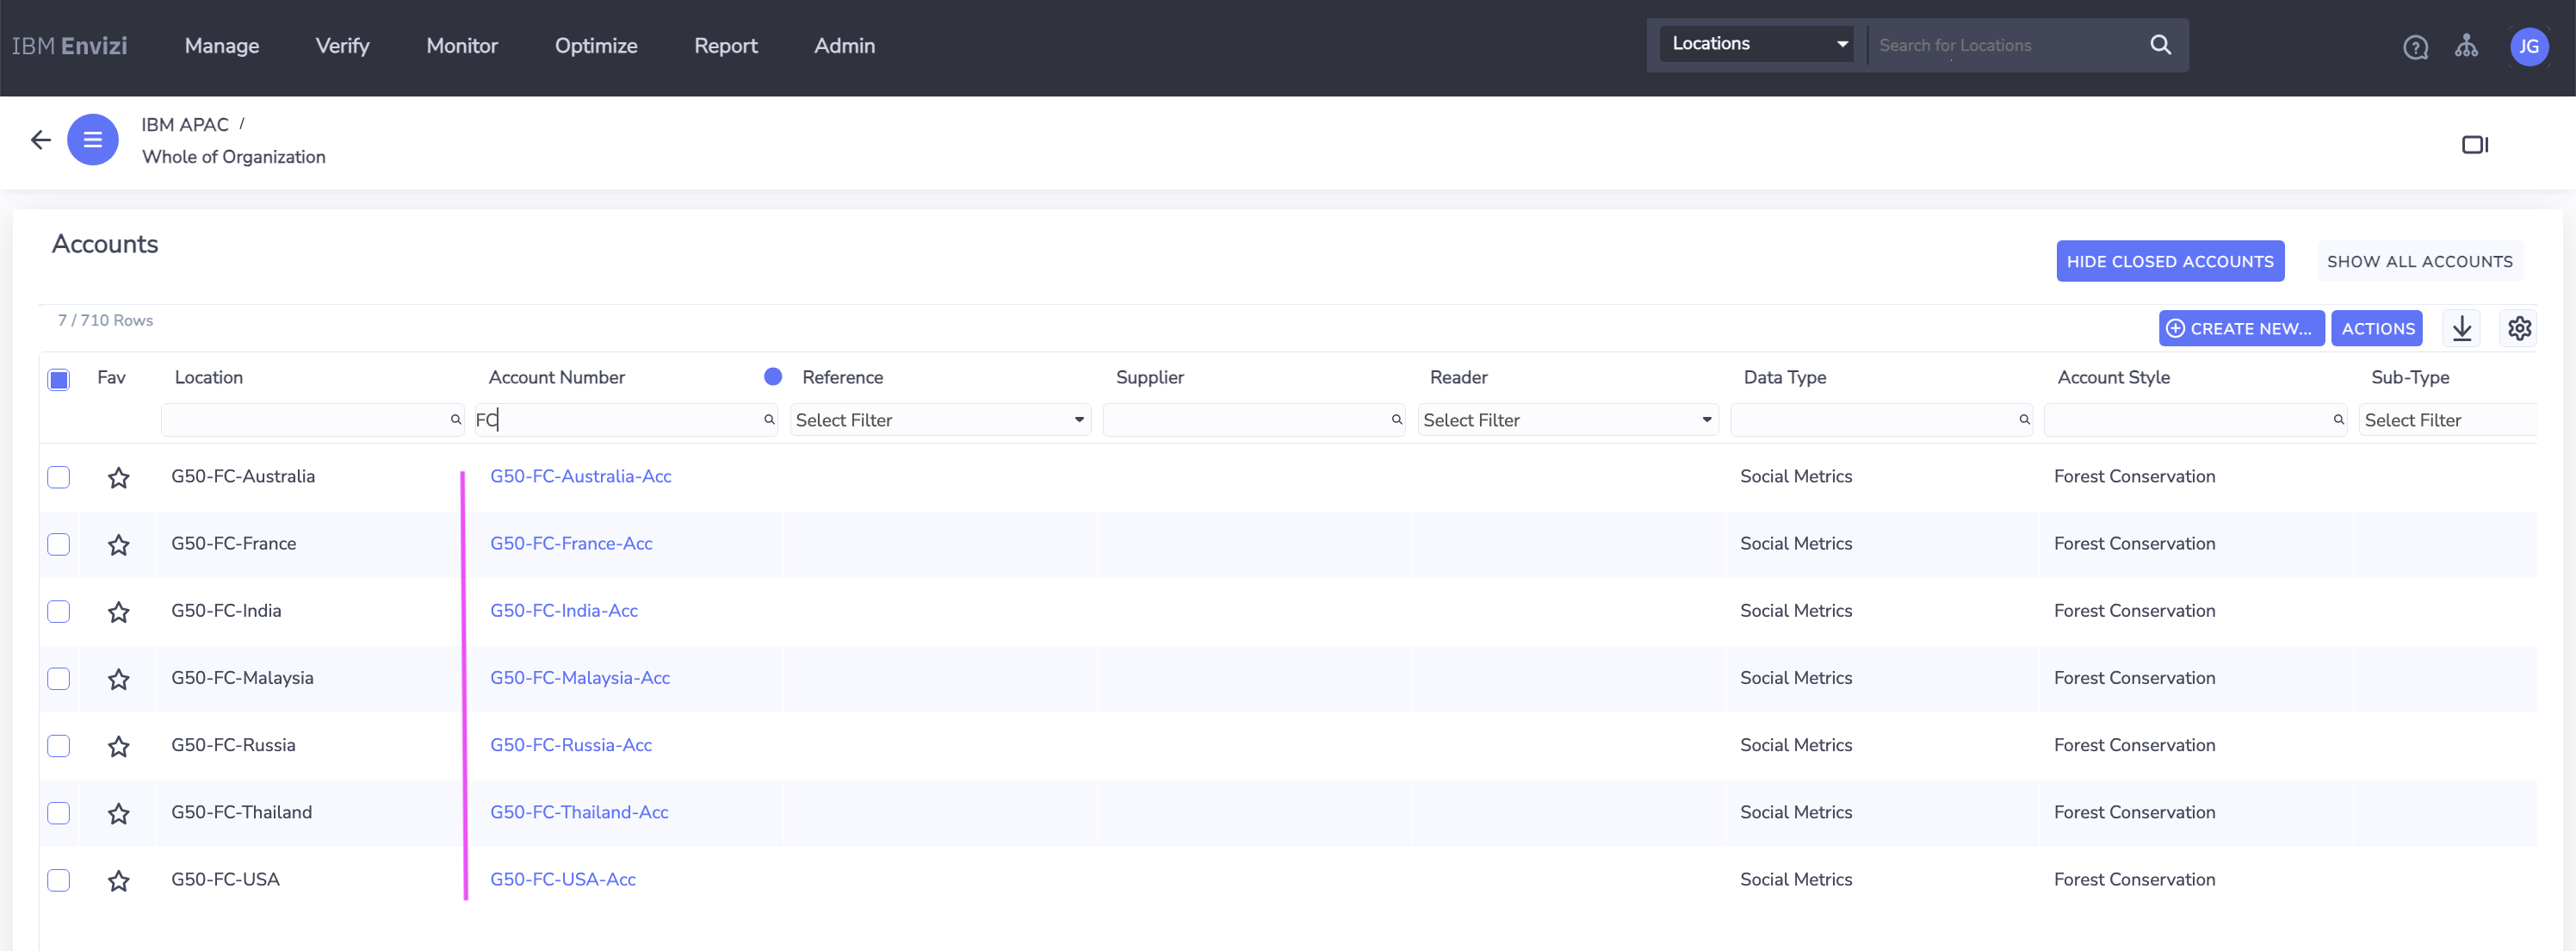 IBM Envizi Manage Verify Monitor Optimize Report Admin Locations Search for Locations JG
IBM APAC /
Whole of Organization
Accounts
HIDE CLOSED ACCOUNTS SHOW ALL ACCOUNTS
7 / 710 Rows
CREATE NEW... ACTIONS
Fav Location Account Number Reference Supplier Reader Data Type Account Style Sub-Type
FC Select Filter Select Filter Select Filter
G50-FC-Australia G50-FC-Australia-Acc Social Metrics Forest Conservation
G50-FC-France G50-FC-France-Acc Social Metrics Forest Conservation
G50-FC-India G50-FC-India-Acc Social Metrics Forest Conservation
G50-FC-Malaysia G50-FC-Malaysia-Acc Social Metrics Forest Conservation
G50-FC-Russia G50-FC-Russia-Acc Social Metrics Forest Conservation
G50-FC-Thailand G50-FC-Thailand-Acc Social Metrics Forest Conservation
G50-FC-USA G50-FC-USA-Acc Social Metrics Forest Conservation